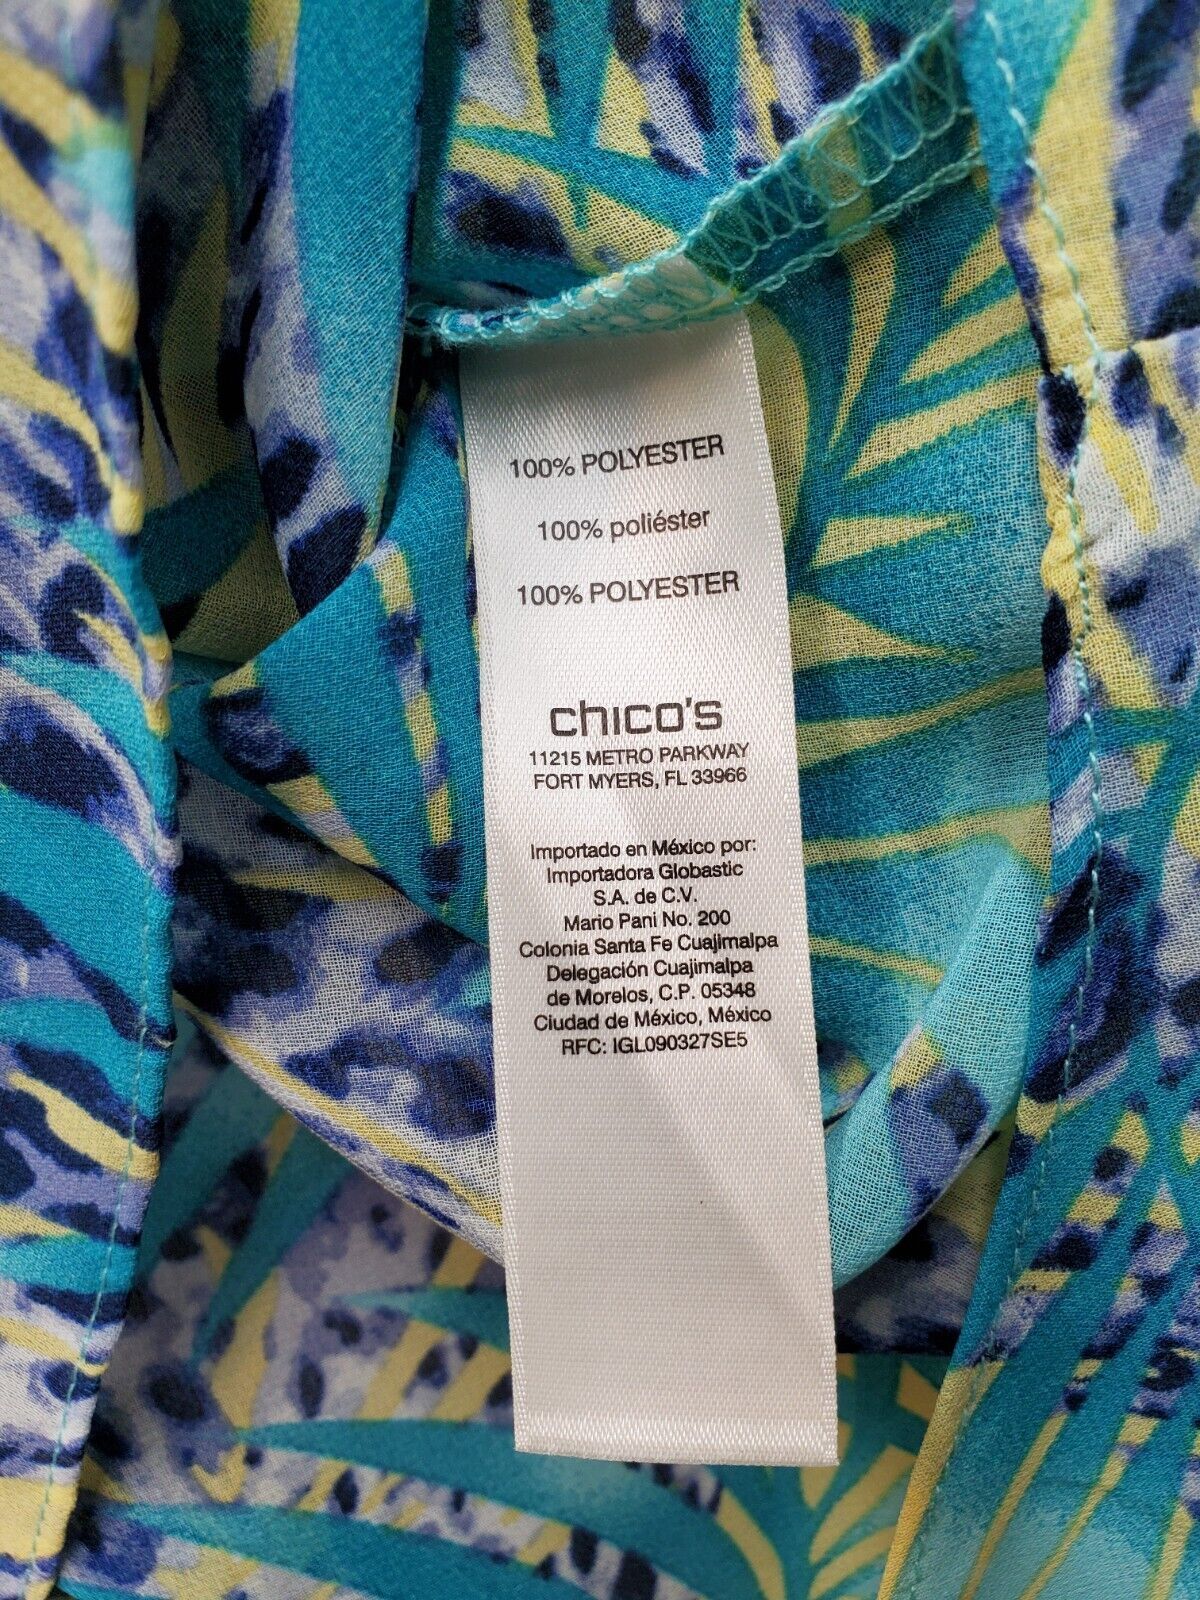 100% POLYESTER
100% poliéster
100% POLYESTER
chico's
11215 METRO PARKWAY
FORT MYERS, FL 33966
Importado en México por:
Importadora Globastic
S.A. de C.V.
Mario Pani No. 200
Colonia Santa Fe Cuajimalpa
Delegación Cuajimalpa
de Morelos, C.P. 05348
Ciudad de México, México
RFC: IGL090327SE5